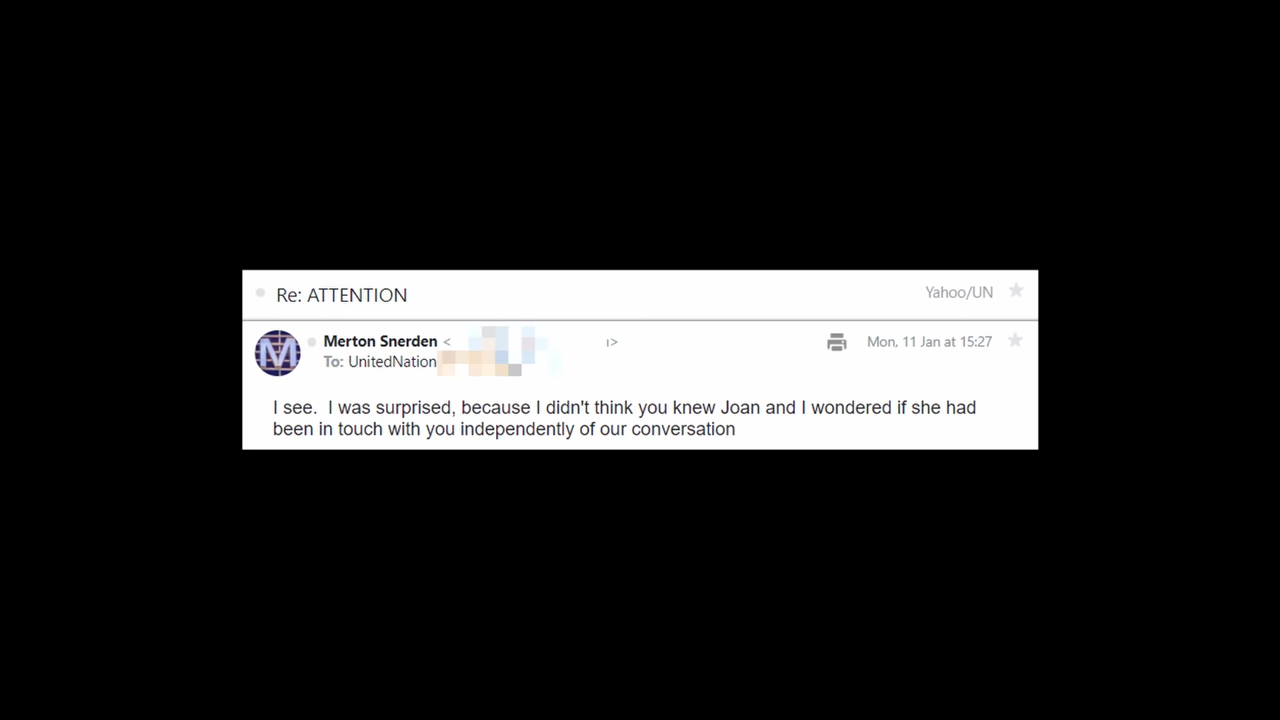 Re: ATTENTION
Yahoo/UN
M
Merton Snerden <
>
Mon, 11 Jan at 15:27
To: UnitedNation
I see.  I was surprised, because I didn't think you knew Joan and I wondered if she had
been in touch with you independently of our conversation